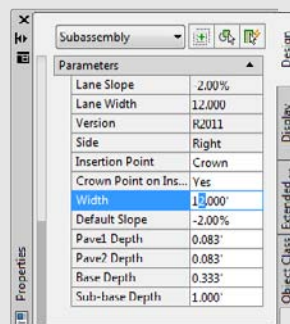 Subassembly
Parameters
Lane Slope -2.00%
Lane Width 12.000
Version R2011
Side Right
Insertion Point Crown
Crown Point on Ins... Yes
Width 12.000'
Default Slope -2.00%
Pave1 Depth 0.083'
Pave2 Depth 0.083'
Base Depth 0.333'
Sub-base Depth 1.000'
Properties
Design
Display
Extended
Object Class